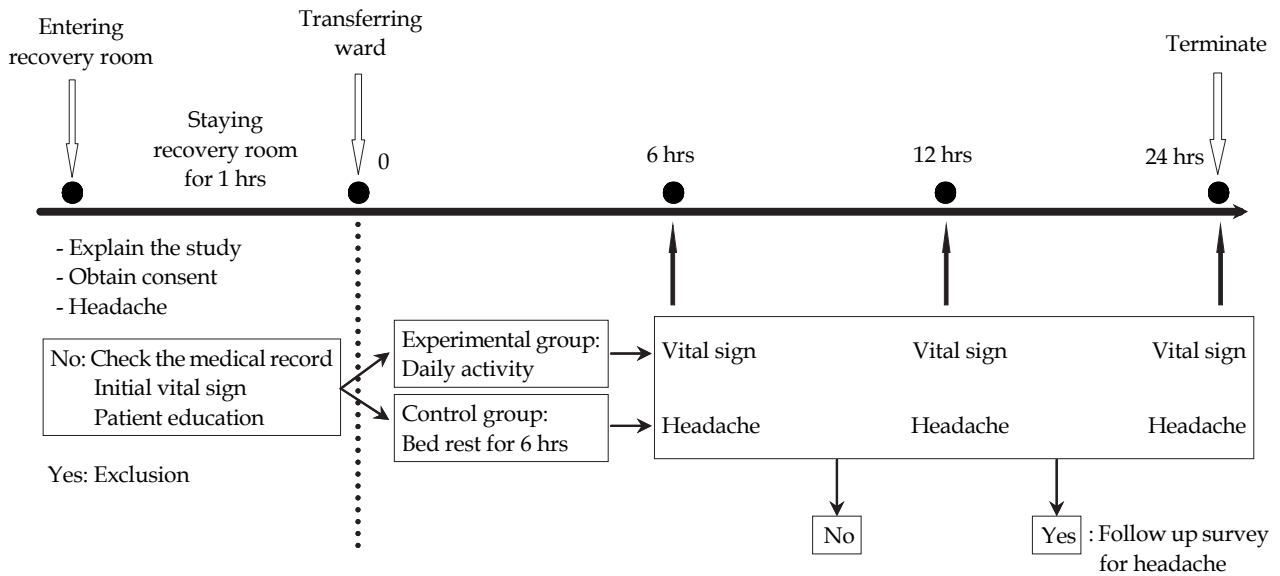 Entering
recovery room
Transferring
ward
Terminate
Staying
recovery room
for 1 hrs
0
6 hrs
12 hrs
24 hrs
- Explain the study
- Obtain consent
- Headache
No: Check the medical record
Initial vital sign
Patient education
Yes: Exclusion
Experimental group:
Daily activity
Control group:
Bed rest for 6 hrs
Vital sign
Vital sign
Vital sign
Headache
Headache
Headache
No
Yes : Follow up survey
for headache